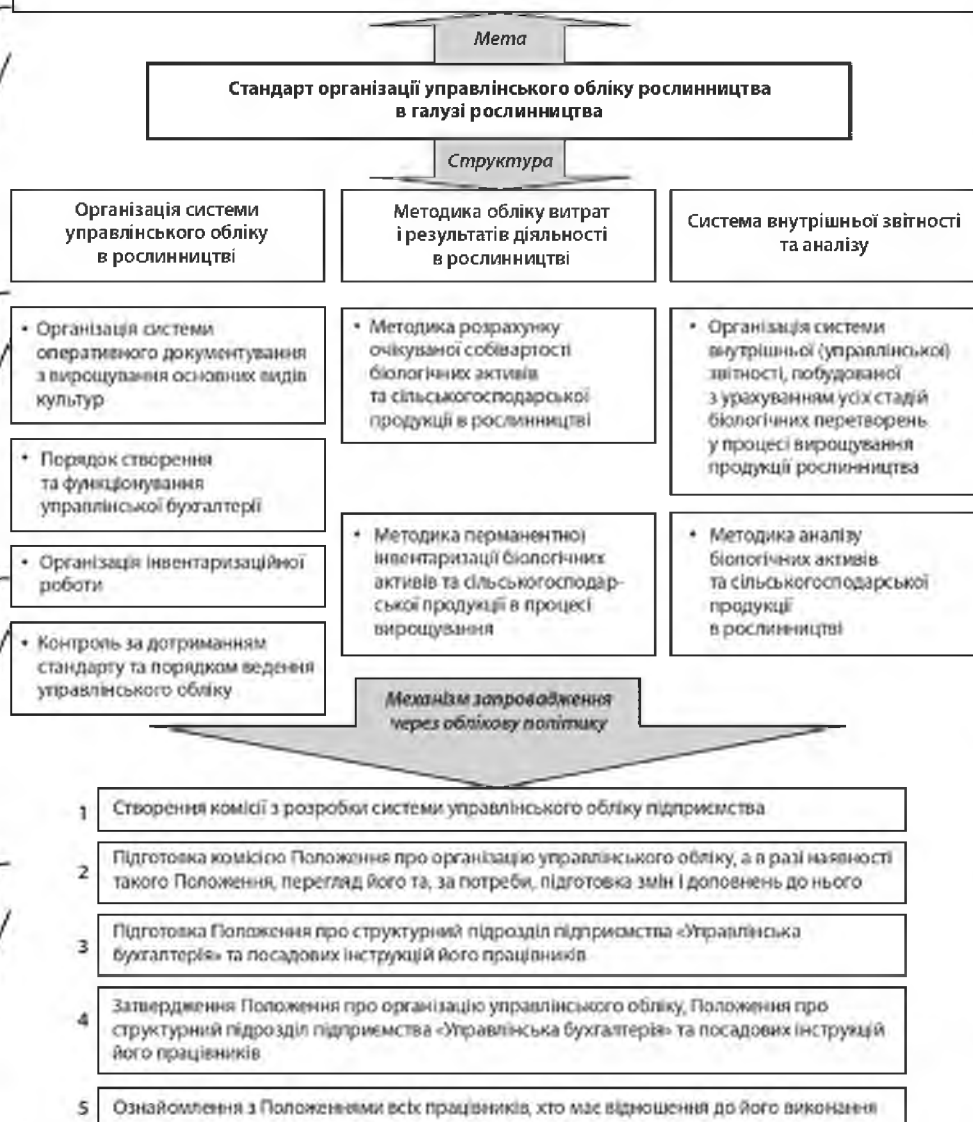 Мета
Стандарт організації управлінського обліку рослинництва
в галузі рослинництва
Структура
Організація системи
управлінського обліку
в рослинництві
Методика обліку витрат
і результатів діяльності
в рослинництві
Система внутрішньої звітності
та аналізу
• Організація системи
оперативного документування
з вирощування основних видів
культур
• Порядок створення
та функціонування
управлінської бухгалтерії
• Організація інвентаризаційної
роботи
• Контроль за дотриманням
стандарту та порядком ведення
управлінського обліку
• Методика розрахунку
очікуваної собівартості
біологічних активів
та сільськогосподарської
продукції в рослинництві
• Методика перманентної
інвентаризації біологічних
активів та сільськогосподар-
ської продукції в процесі
вирощування
• Організація системи
внутрішньої (управлінської)
звітності, побудованої
з урахуванням усіх стадій
біологічних перетворень
у процесі вирощування
продукції рослинництва
• Методика аналізу
біологічних активів
та сільськогосподарської
продукції
в рослинництві
Механізм запровадження
через облікову політику
1 Створення комісії з розробки системи управлінського обліку підприємства
2 Підготовка комісією Положення про організацію управлінського обліку, а в разі наявності
такого Положення, перегляд його та, за потреби, підготовка змін і доповнень до нього
3 Підготовка Положення про структурний підрозділ підприємства «Управлінська
бухгалтерія» та посадових інструкцій його працівників
4 Затвердження Положення про організацію управлінського обліку, Положення про
структурний підрозділ підприємства «Управлінська бухгалтерія» та посадових інструкцій
його працівників
5 Ознайомлення з Положеннями всіх працівників, хто має відношення до його виконання